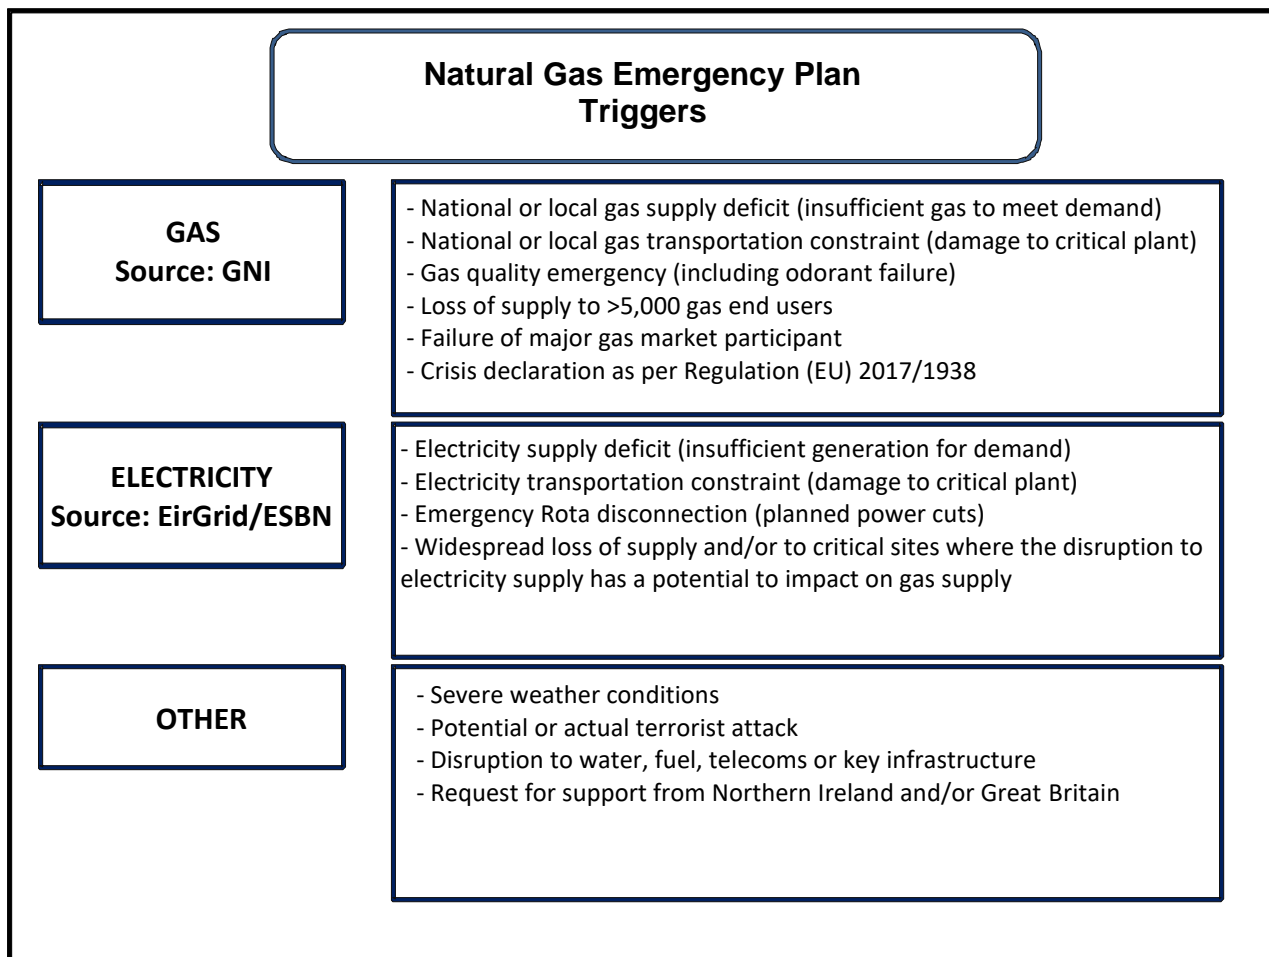 Natural Gas Emergency Plan
Triggers
GAS
Source: GNI
- National or local gas supply deficit (insufficient gas to meet demand)
- National or local gas transportation constraint (damage to critical plant)
- Gas quality emergency (including odorant failure)
- Loss of supply to >5,000 gas end users
- Failure of major gas market participant
- Crisis declaration as per Regulation (EU) 2017/1938
ELECTRICITY
Source: EirGrid/ESBN
- Electricity supply deficit (insufficient generation for demand)
- Electricity transportation constraint (damage to critical plant)
- Emergency Rota disconnection (planned power cuts)
- Widespread loss of supply and/or to critical sites where the disruption to
electricity supply has a potential to impact on gas supply
OTHER
- Severe weather conditions
- Potential or actual terrorist attack
- Disruption to water, fuel, telecoms or key infrastructure
- Request for support from Northern Ireland and/or Great Britain